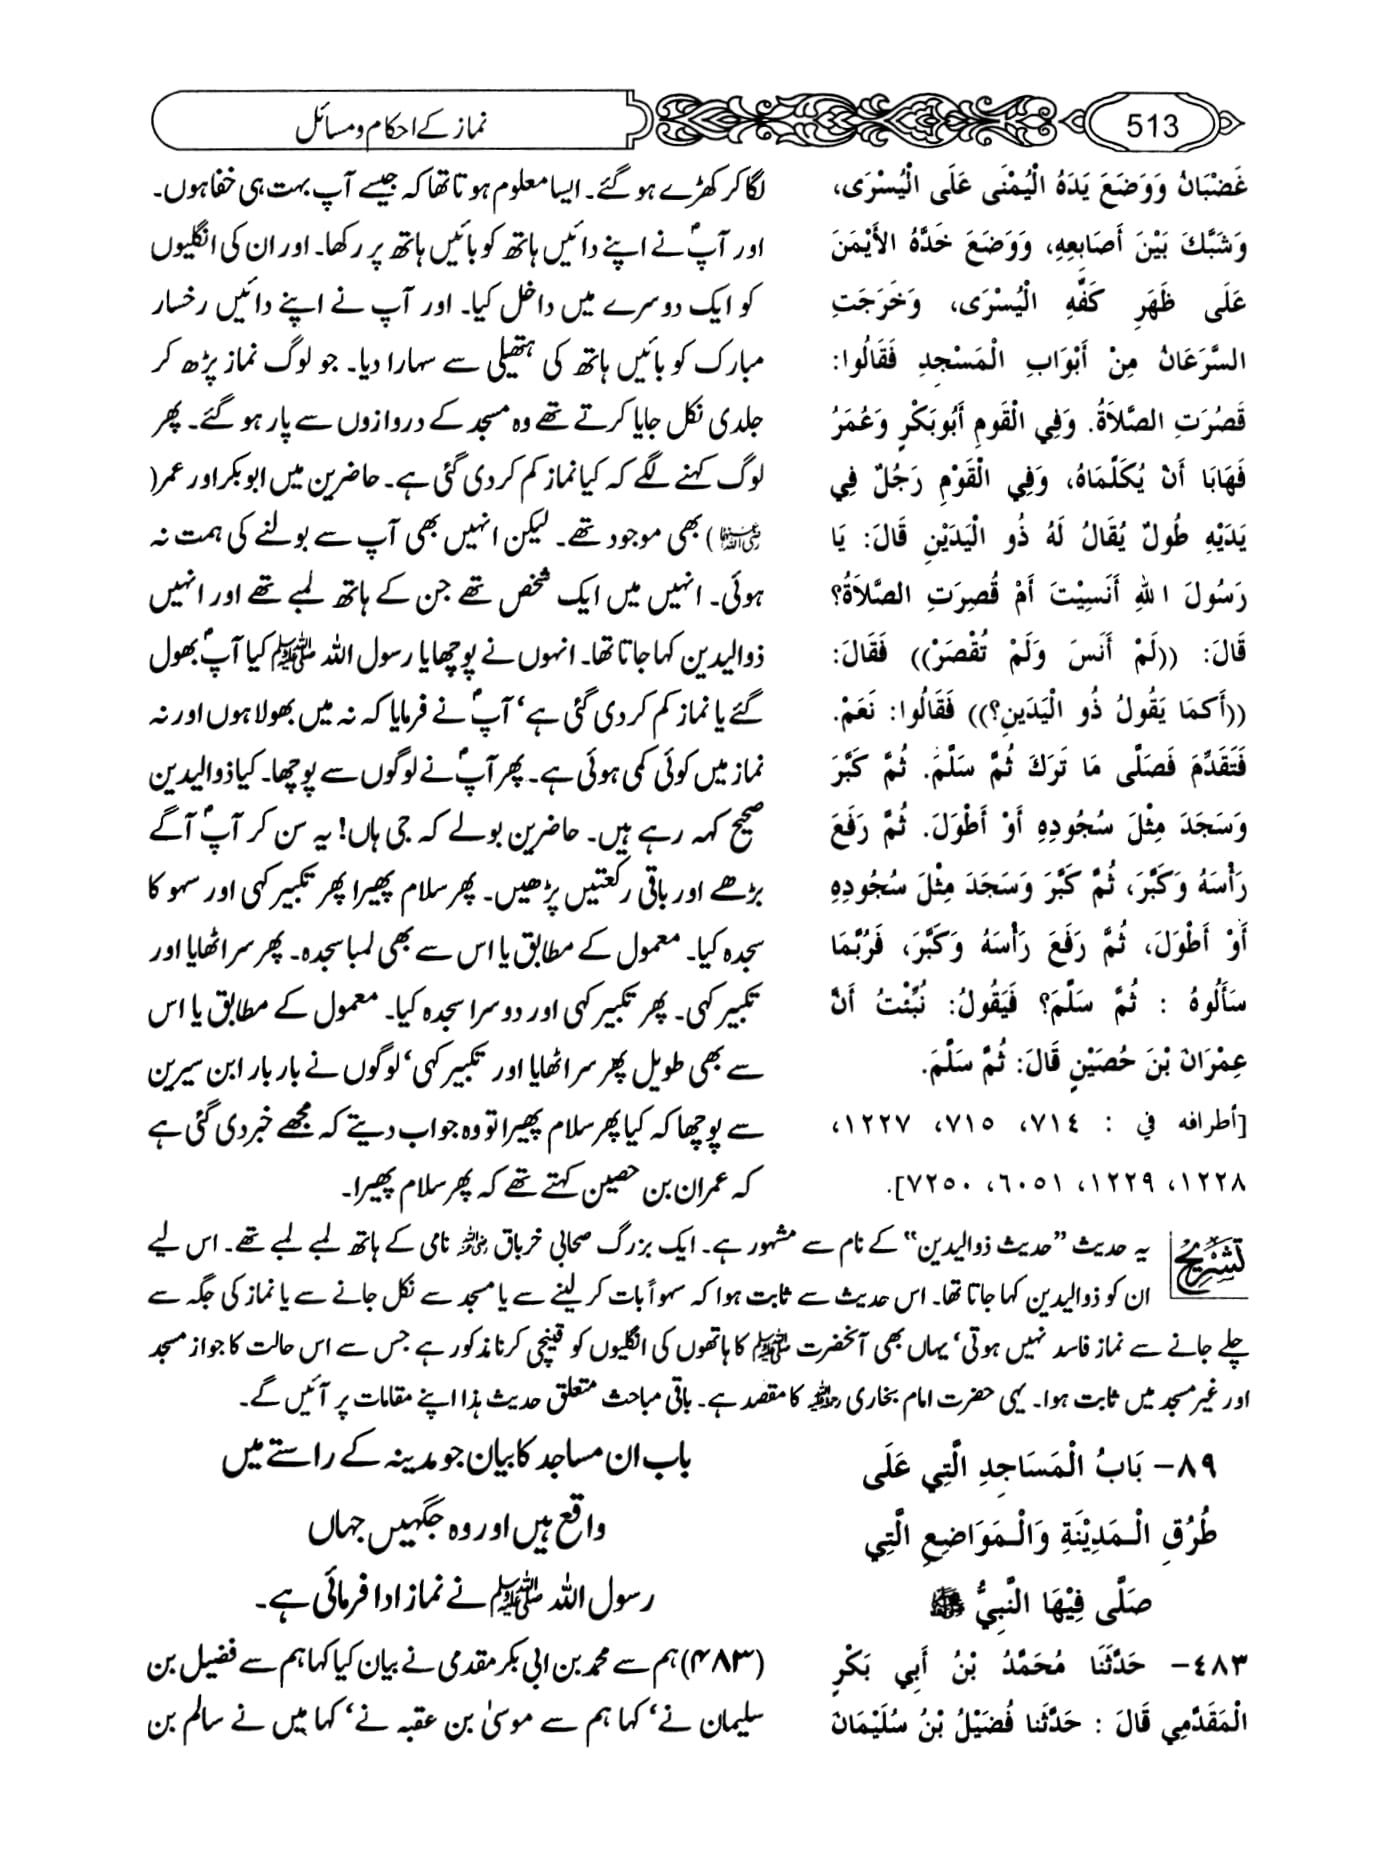 513
نماز کے احکام و مسائل
غَضْبَانُ وَوَضَعَ يَدَهُ الْيُمْنَى عَلَى الْيُسْرَى،
وَشَبَّكَ بَيْنَ أَصَابِعِهِ، وَوَضَعَ خَدَّهُ الأَيْمَنَ
عَلَى ظَهَرِ كَفِّهِ الْيُسْرَى، وَخَرَجَتِ
السَّرَعَانُ مِنْ أَبْوَابِ الْمَسْجِدِ فَقَالُوا:
قَصُرَتِ الصَّلاَةُ. وَفِي الْقَومِ أَبُوبَكْرٍ وَعُمَرُ
فَهَابَا أَنْ يُكَلِّمَاهُ، وَفِي الْقَوْمِ رَجُلٌ فِي
يَدَيْهِ طُولٌ يُقَالُ لَهُ ذُو الْيَدَيْنِ قَالَ: يَا
رَسُولَ اللهِ أَنَسِيْتَ أَمْ قُصِرَتِ الصَّلاَةُ؟
قَالَ: ((لَمْ أَنَسَ وَلَمْ تُقْصَرْ)) فَقَالَ:
((أَكمَا يَقُولُ ذُو الْيَدَينِ؟)) فَقَالُوا: نَعَمْ.
فَتَقَدَّمَ فَصَلَّى مَا تَرَكَ ثُمَّ سَلَّمَ. ثُمَّ كَبَّرَ
وَسَجَدَ مِثْلَ سُجُودِهِ أَوْ أَطْوَلَ. ثُمَّ رَفَعَ
رَأْسَهُ وَكَبَّرَ، ثُمَّ كَبَّرَ وَسَجَدَ مِثْلَ سُجُودِهِ
أَوْ أَطْوَلَ، ثُمَّ رَفَعَ رَأْسَهُ وَكَبَّرَ، فَرُبَّمَا
سَأَلُوهُ : ثُمَّ سَلَّمَ؟ فَيَقُولُ: نُبِّئْتُ أَنَّ
عِمْرَانَ بْنَ حُصَيْنٍ قَالَ: ثُمَّ سَلَّمَ.
[أطرافه في : ٧١٤، ٧١٥، ١٢٢٧،
١٢٢٨، ١٢٢٩، ٦٠٥١، ٧٢٥٠].
لگا کر کھڑے ہو گئے۔ ایسا معلوم ہوتا تھا کہ جیسے آپ بہت ہی خفا ہوں۔
اور آپؐ نے اپنے دائیں ہاتھ کو بائیں ہاتھ پر رکھا۔ اور ان کی انگلیوں
کو ایک دوسرے میں داخل کیا۔ اور آپ نے اپنے دائیں رخسار
مبارک کو بائیں ہاتھ کی ہتھیلی سے سہارا دیا۔ جو لوگ نماز پڑھ کر
جلدی نکل جایا کرتے تھے وہ مسجد کے دروازوں سے پار ہو گئے۔ پھر
لوگ کہنے لگے کہ کیا نماز کم کر دی گئی ہے۔ حاضرین میں ابوبکر اور عمر(
رضی اللہ عنہما ) بھی موجود تھے۔ لیکن انہیں بھی آپ سے بولنے کی ہمت نہ
ہوئی۔ انہیں میں ایک شخص تھے جن کے ہاتھ لمبے تھے اور انہیں
ذوالیدین کہا جاتا تھا۔ انہوں نے پوچھا یا رسول اللہ ﷺ کیا آپؐ بھول
گئے یا نماز کم کر دی گئی ہے‘ آپؐ نے فرمایا کہ نہ میں بھولا ہوں اور نہ
نماز میں کوئی کمی ہوئی ہے۔ پھر آپؐ نے لوگوں سے پوچھا۔ کیا ذوالیدین
صحیح کہہ رہے ہیں۔ حاضرین بولے کہ جی ہاں! یہ سن کر آپؐ آگے
بڑھے اور باقی رکعتیں پڑھیں۔ پھر سلام پھیرا پھر تکبیر کہی اور سہو کا
سجدہ کیا۔ معمول کے مطابق یا اس سے بھی لمبا سجدہ۔ پھر سر اٹھایا اور
تکبیر کہی۔ پھر تکبیر کہی اور دوسرا سجدہ کیا۔ معمول کے مطابق یا اس
سے بھی طویل پھر سر اٹھایا اور تکبیر کہی‘ لوگوں نے بار بار ابن سیرین
سے پوچھا کہ کیا پھر سلام پھیرا تو وہ جواب دیتے کہ مجھے خبر دی گئی ہے
کہ عمران بن حصین کہتے تھے کہ پھر سلام پھیرا۔
تشریح
یہ حدیث ”حدیث ذوالیدین“ کے نام سے مشہور ہے۔ ایک بزرگ صحابی خرباق رضی اللہ عنہ نامی کے ہاتھ لمبے لمبے تھے۔ اس لیے
ان کو ذوالیدین کہا جاتا تھا۔ اس حدیث سے ثابت ہوا کہ سہواً بات کر لینے سے یا مسجد سے نکل جانے سے یا نماز کی جگہ سے
چلے جانے سے نماز فاسد نہیں ہوتی‘ یہاں بھی آنحضرت ﷺ کا ہاتھوں کی انگلیوں کو قینچی کرنا مذکور ہے جس سے اس حالت کا جواز مسجد
اور غیر مسجد میں ثابت ہوا۔ یہی حضرت امام بخاری رحمہ اللہ کا مقصد ہے۔ باقی مباحث متعلق حدیث ہذا اپنے مقامات پر آئیں گے۔
٨٩– بَابُ الْمَسَاجِدِ الَّتِي عَلَى
طُرُقِ الْمَدِيْنَةِ وَالْمَوَاضِعِ الَّتِي
صَلَّى فِيْهَا النَّبِيُّ ﷺ
باب ان مساجد کا بیان جو مدینہ کے راستے میں
واقع ہیں اور وہ جگہیں جہاں
رسول اللہ ﷺ نے نماز ادا فرمائی ہے۔
٤٨٣– حَدَّثَنَا مُحَمَّدُ بْنُ أَبِي بَكْرٍ
الْمَقَدَّمِي قَالَ : حَدَّثَنا فُضَيْلُ بْنُ سُلَيْمَانَ
(۴۸۳) ہم سے محمد بن ابی بکر مقدمی نے بیان کیا کہا ہم سے فضیل بن
سلیمان نے‘ کہا ہم سے موسیٰ بن عقبہ نے‘ کہا میں نے سالم بن